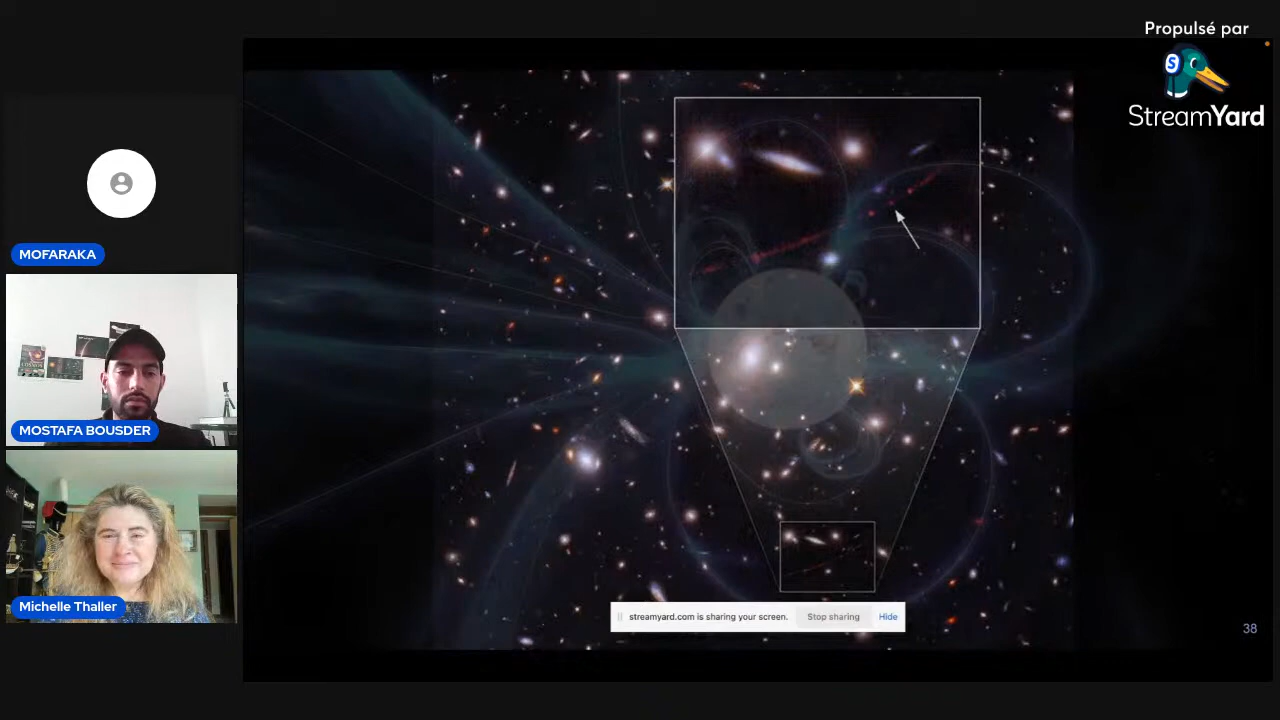 Propulsé par
StreamYard
MOFARAKA
MOSTAFA BOUSDER
Michelle Thaller
streamyard.com is sharing your screen. Stop sharing Hide
38